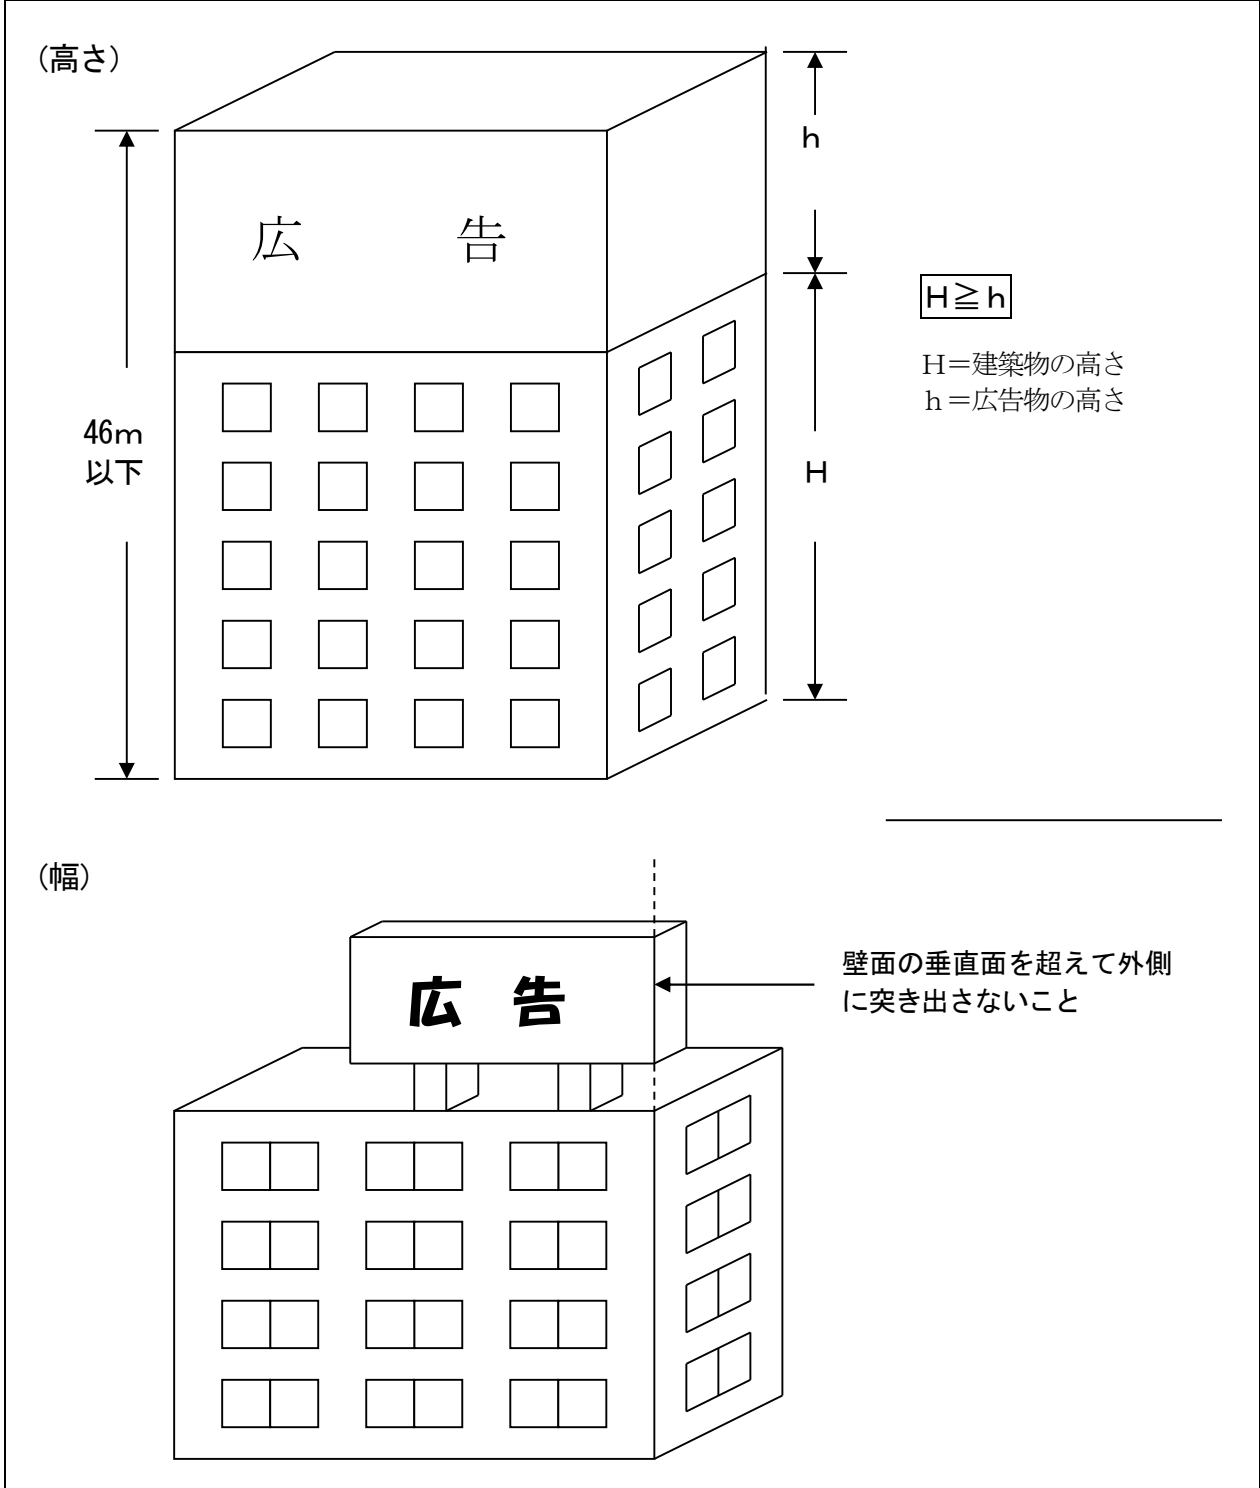 (高さ)
h
広 告
H≧h
H=建築物の高さ
h=広告物の高さ
46m
以下
H
(幅)
広 告
壁面の垂直面を超えて外側
に突き出さないこと